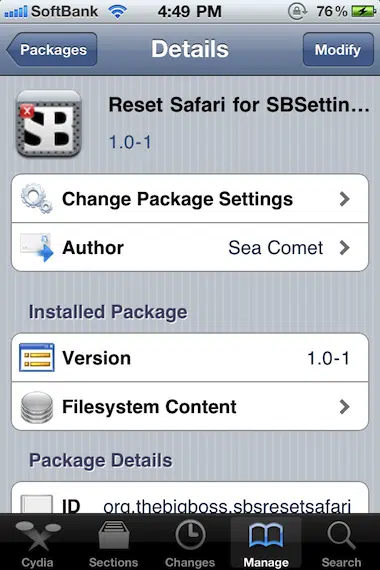 SoftBank 4:49 PM 76%
Packages Details Modify
SB
Reset Safari for SBSettin...
1.0-1
Change Package Settings
Author Sea Comet
Installed Package
Version 1.0-1
Filesystem Content
Package Details
ID org.thebigboss.sbsresetsafari
Cydia Sections Changes Manage Search